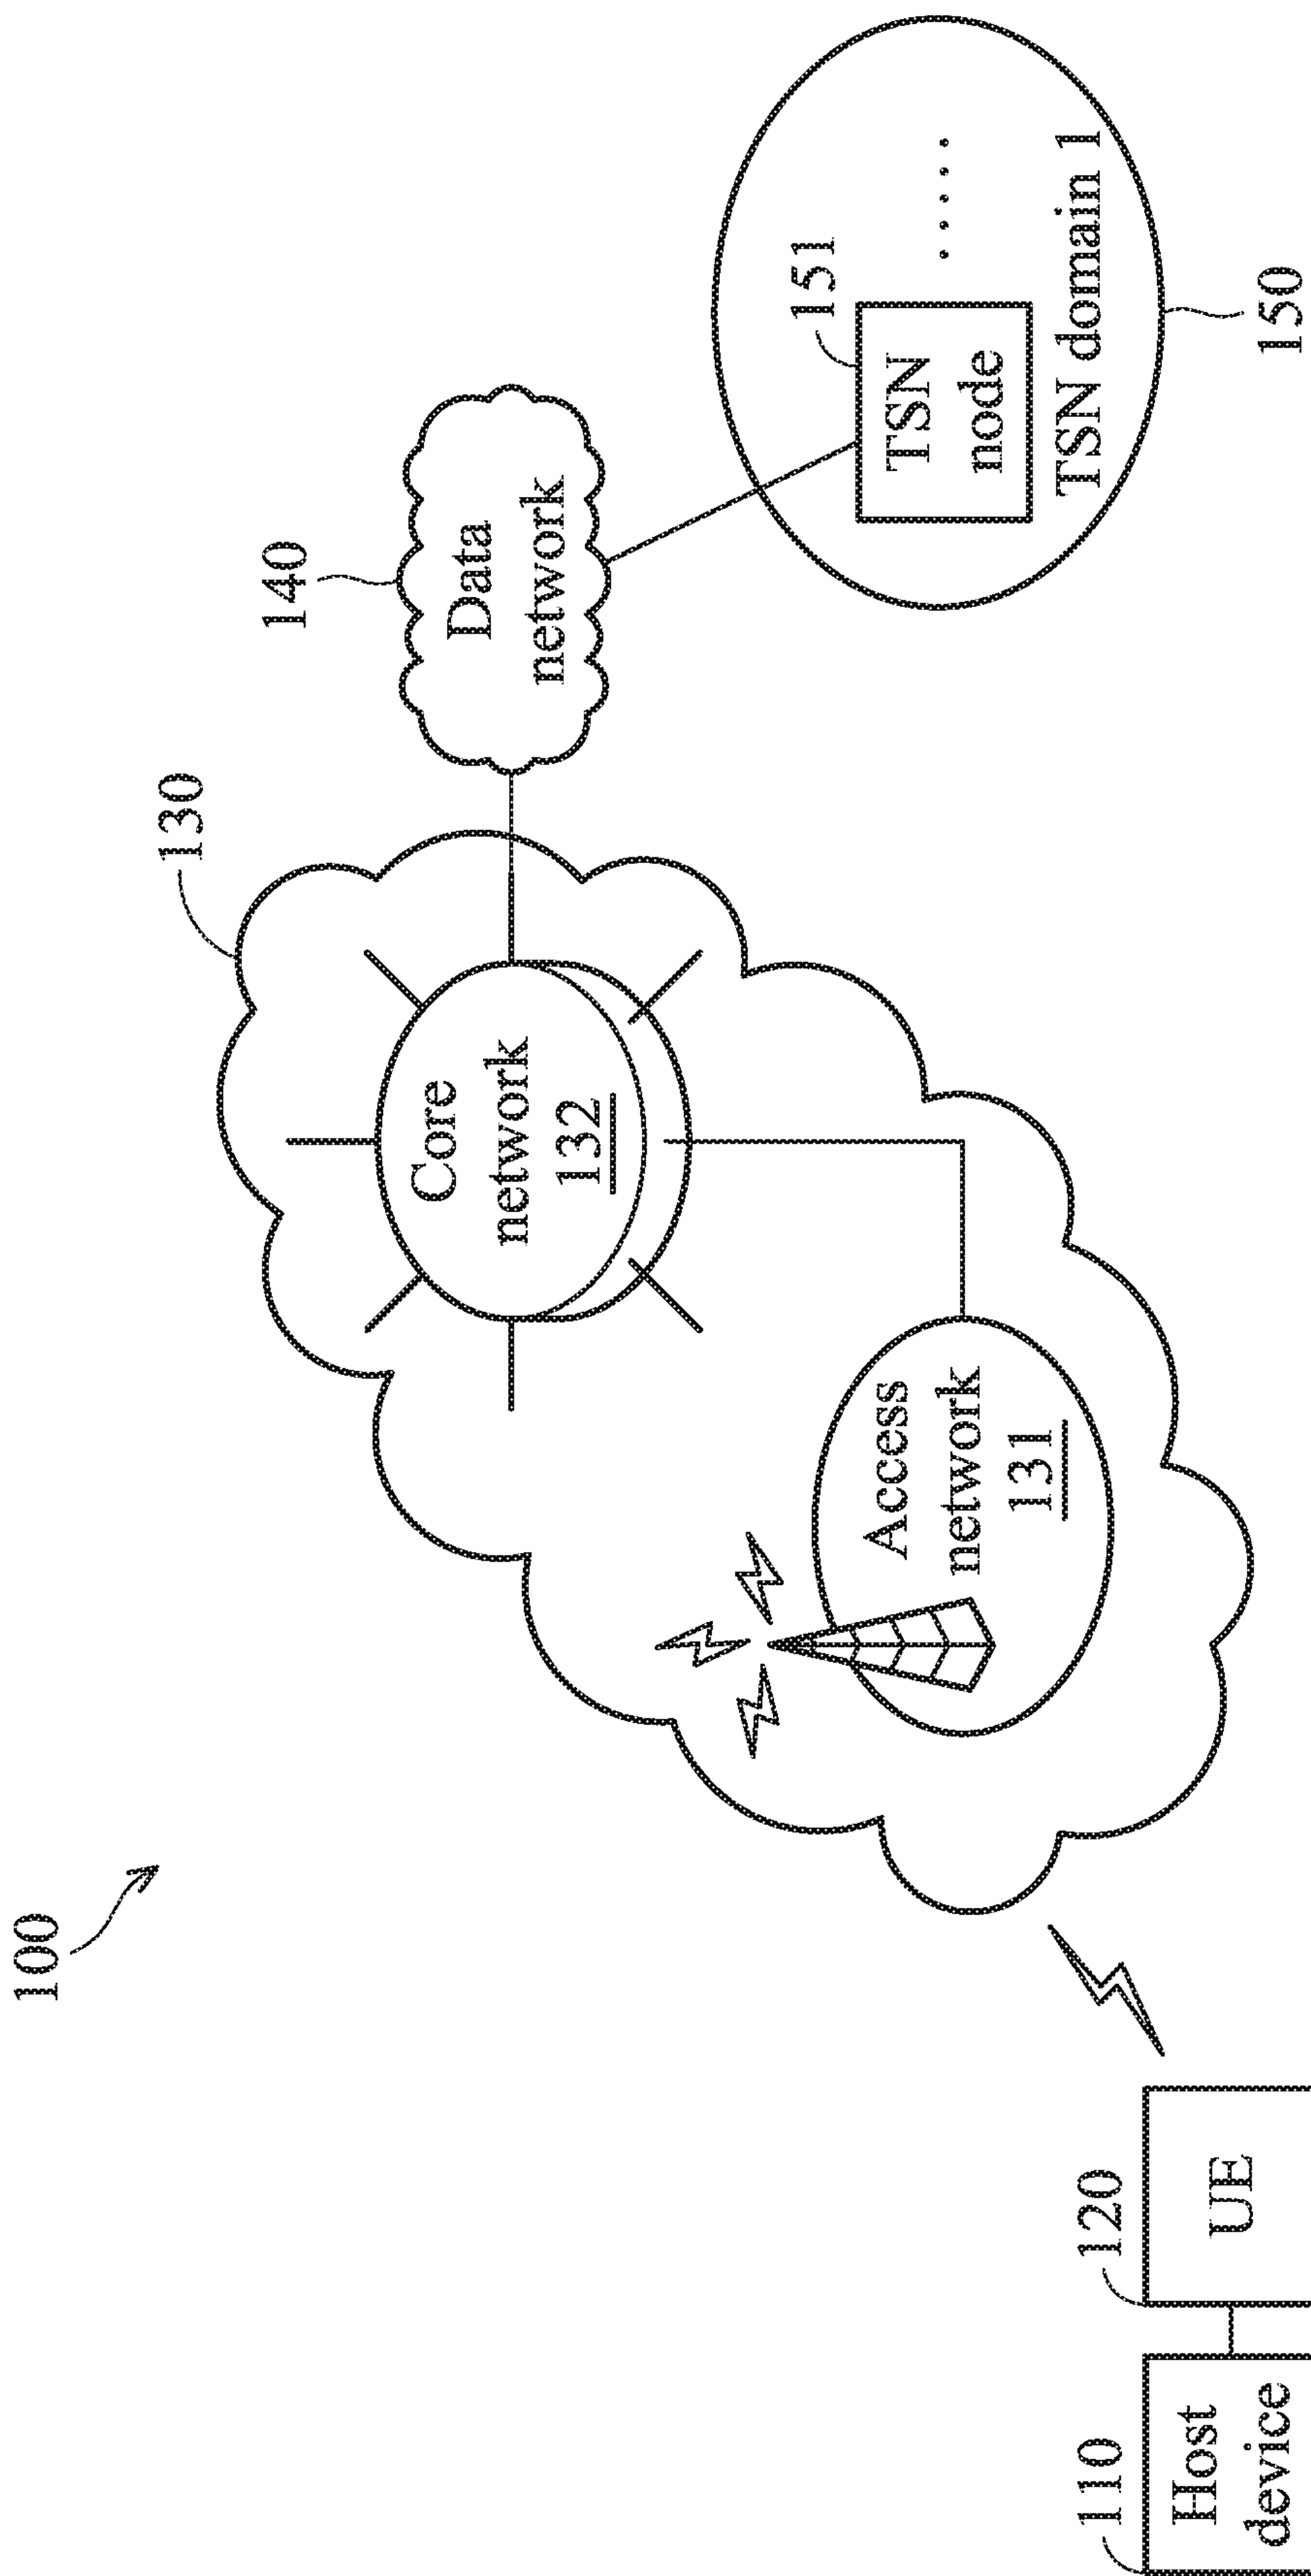 100
130
140
Data
network
Core
network
132
Access
network
131
151
TSN
node
TSN domain 1
150
120
UE
110
Host
device